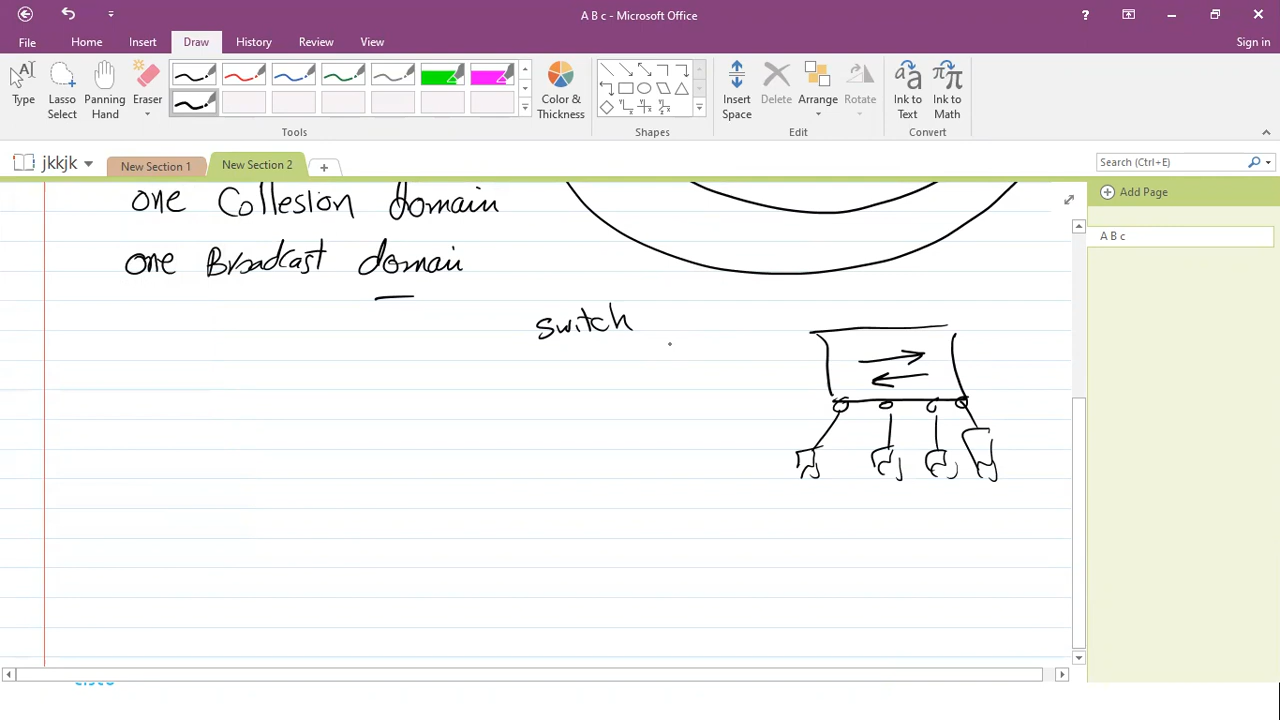 A B c - Microsoft Office
?
Sign in
File Home Insert Draw History Review View
Type
Lasso Select
Panning Hand
Eraser
Color & Thickness
Insert Space
Delete
Arrange
Rotate
Ink to Text
Ink to Math
Tools
Shapes
Edit
Convert
jkkjk
New Section 1
New Section 2
Search (Ctrl+E)
Add Page
A B c
one Collesion domain
one Broadcast domain
switch
cisco